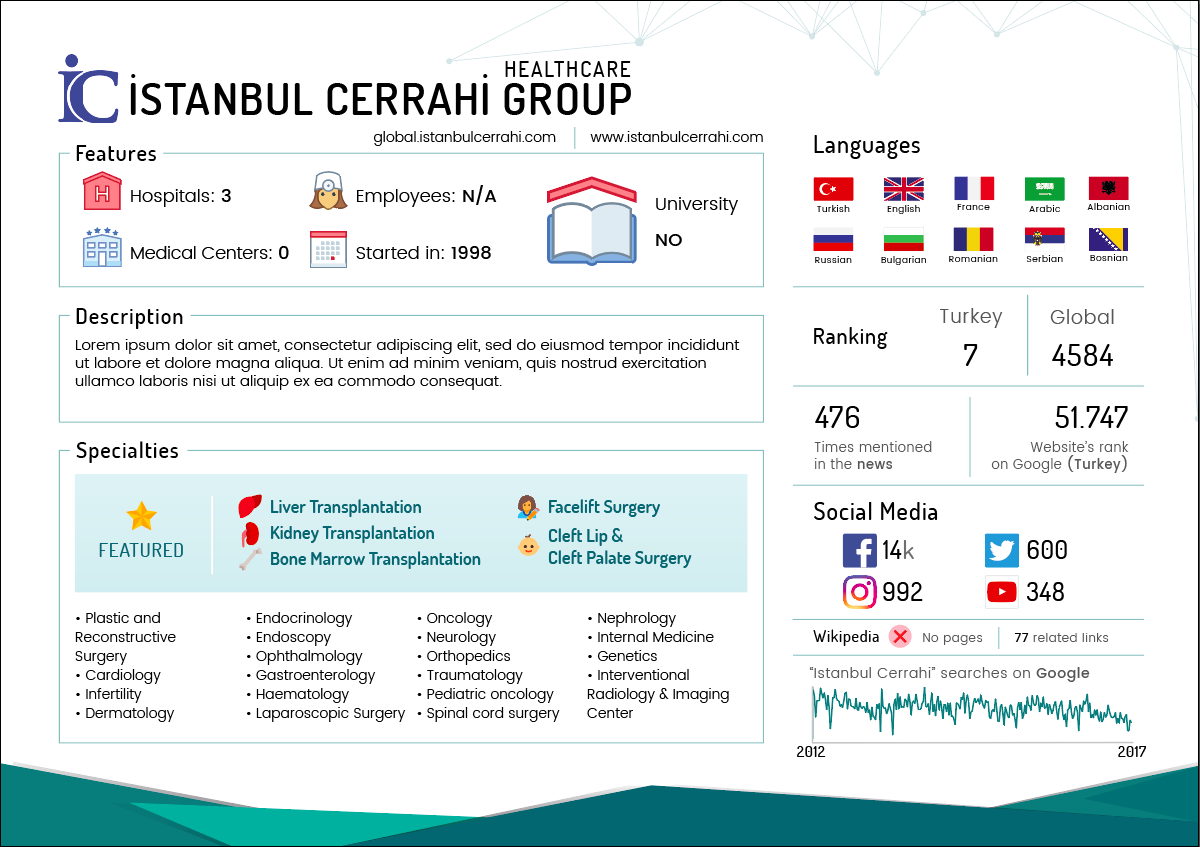 iC
HEALTHCARE
İSTANBUL CERRAHİ GROUP
global.istanbulcerrahi.com
www.istanbulcerrahi.com
Features
H
Hospitals: 3
Employees: N/A
Medical Centers: 0
Started in: 1998
University
NO
Description
Lorem ipsum dolor sit amet, consectetur adipiscing elit, sed do eiusmod tempor incididunt
ut labore et dolore magna aliqua. Ut enim ad minim veniam, quis nostrud exercitation
ullamco laboris nisi ut aliquip ex ea commodo consequat.
Specialties
FEATURED
Liver Transplantation
Kidney Transplantation
Bone Marrow Transplantation
Facelift Surgery
Cleft Lip &
Cleft Palate Surgery
• Plastic and
Reconstructive
Surgery
• Cardiology
• Infertility
• Dermatology
• Endocrinology
• Endoscopy
• Ophthalmology
• Gastroenterology
• Haematology
• Laparoscopic Surgery
• Oncology
• Neurology
• Orthopedics
• Traumatology
• Pediatric oncology
• Spinal cord surgery
• Nephrology
• Internal Medicine
• Genetics
• Interventional
Radiology & Imaging
Center
Languages
Turkish
English
France
Arabic
Albanian
Russian
Bulgarian
Romanian
Serbian
Bosnian
Ranking
Turkey
7
Global
4584
476
Times mentioned
in the news
51.747
Website's rank
on Google (Turkey)
Social Media
14k
600
992
348
Wikipedia
No pages
77 related links
"Istanbul Cerrahi" searches on Google
2012
2017